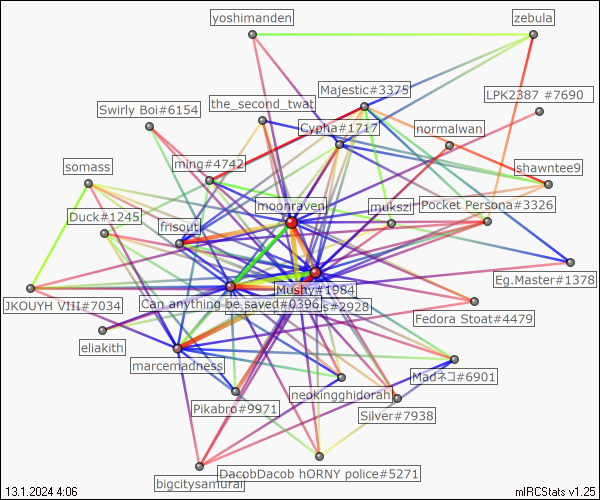 yoshimanden
zebula
Majestic#3375
LPK2387 #7690
Swirly Boi#6154
the_second_twat
Cypha#1717
normalwan
ming#4742
somass
shawntee9
moonraven
mukszi
Pocket Persona#3326
Duck#1245
frisout
Eg.Master#1378
Mushy#1984
JKOUYH VIII#7034
Can anything be saved#0396
s#2928
Fedora Stoat#4479
eliakith
marcemadness
Madネコ#6901
neokingghidorah
Pikabro#9971
Silver#7938
DacobDacob hORNY police#5271
bigcitysamurai
13.1.2024 4:06
mIRCStats v1.25